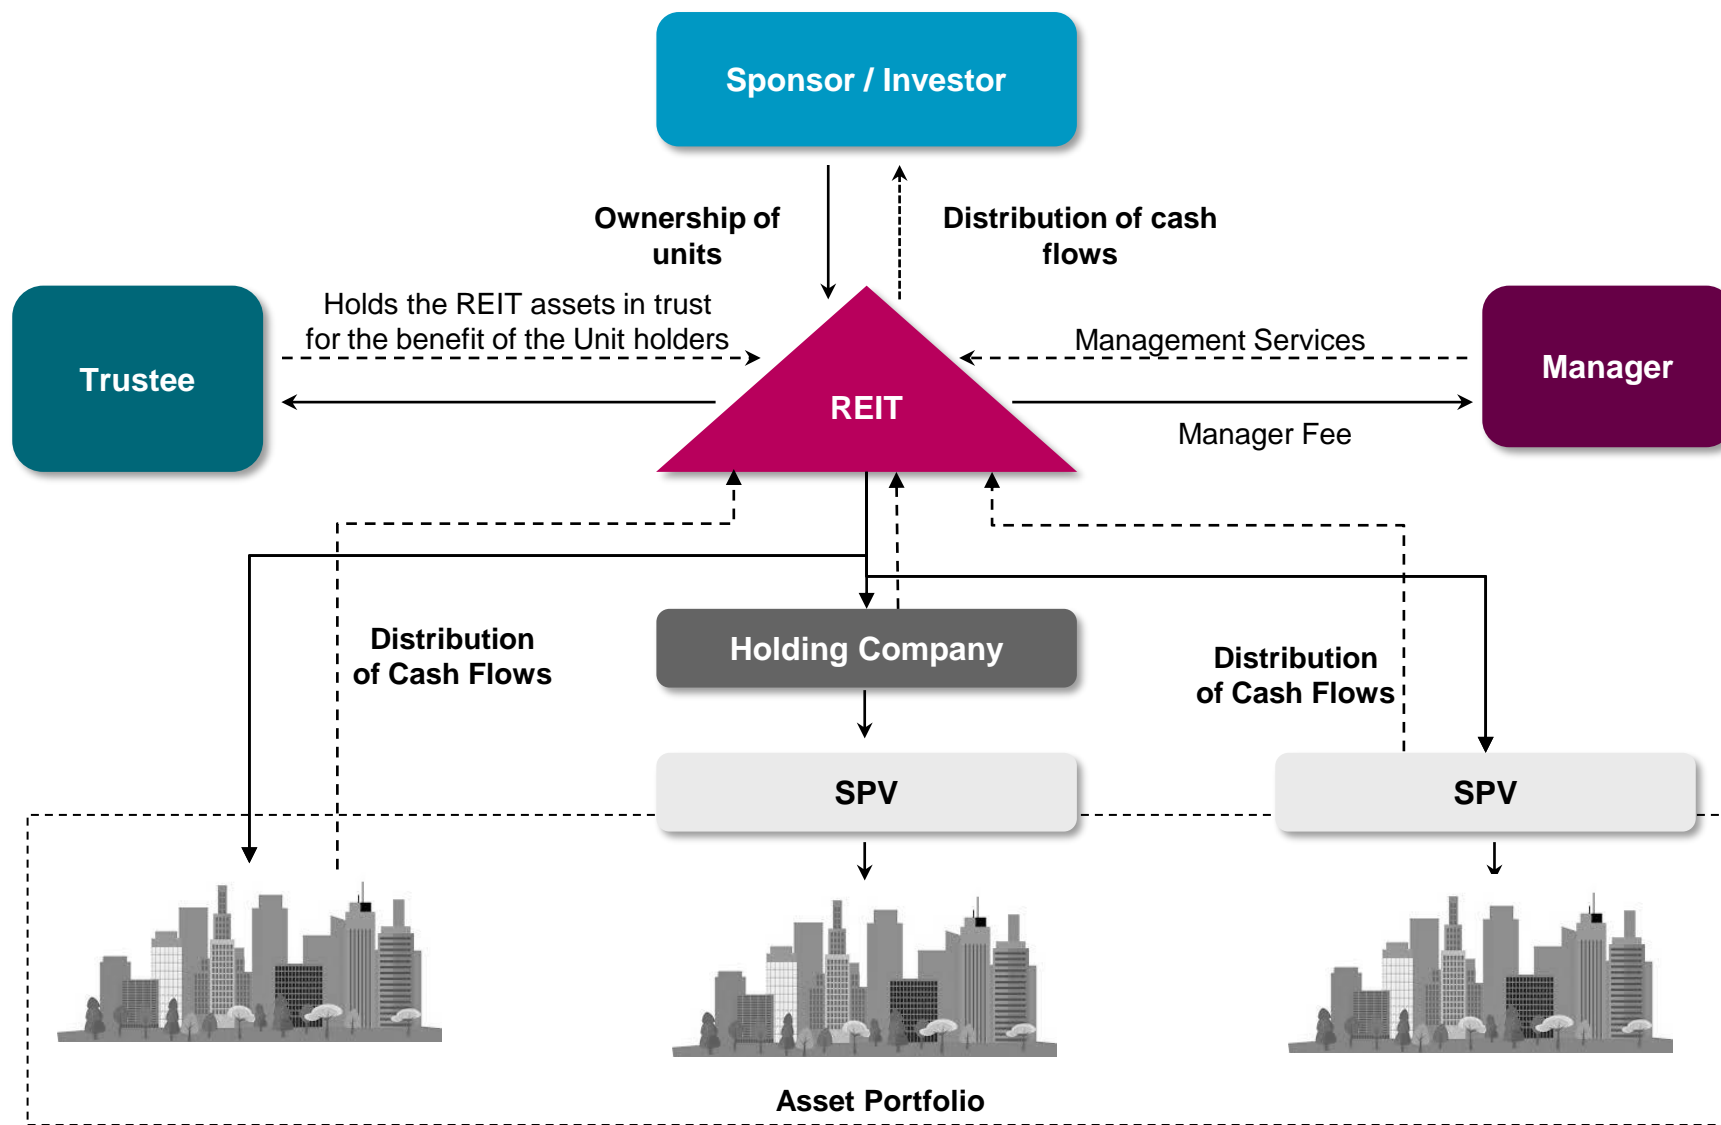 Sponsor / Investor
Ownership of
units
Distribution of cash
flows
Holds the REIT assets in trust
for the benefit of the Unit holders
Management Services
Trustee
REIT
Manager
Manager Fee
Distribution
of Cash Flows
Holding Company
Distribution
of Cash Flows
SPV
SPV
Asset Portfolio